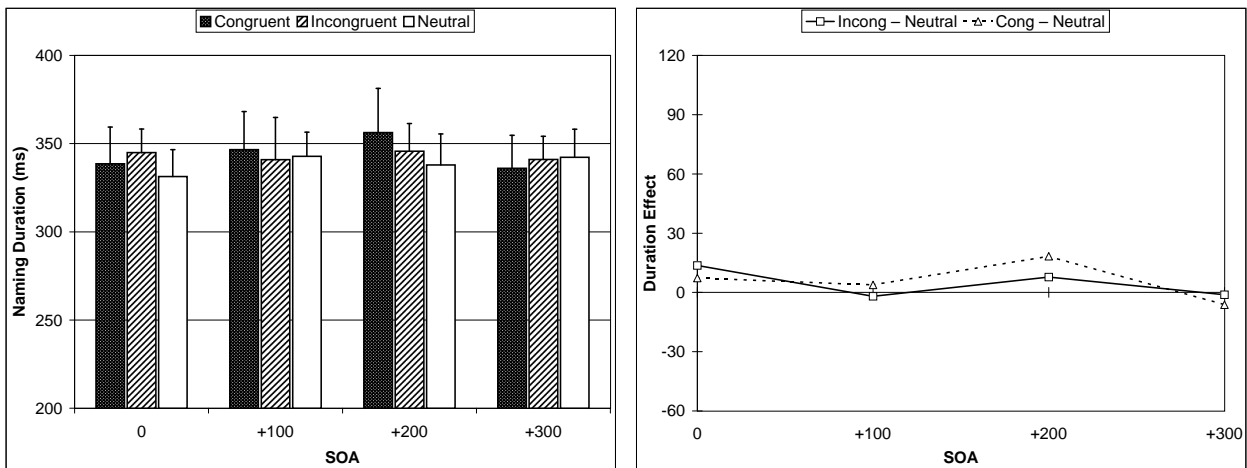 Congruent Incongruent Neutral
400
350
300
250
200
Naming Duration (ms)
0 +100 +200 +300
SOA
Incong – Neutral Cong – Neutral
120
90
60
30
0
-30
-60
Duration Effect
0 +100 +200 +300
SOA